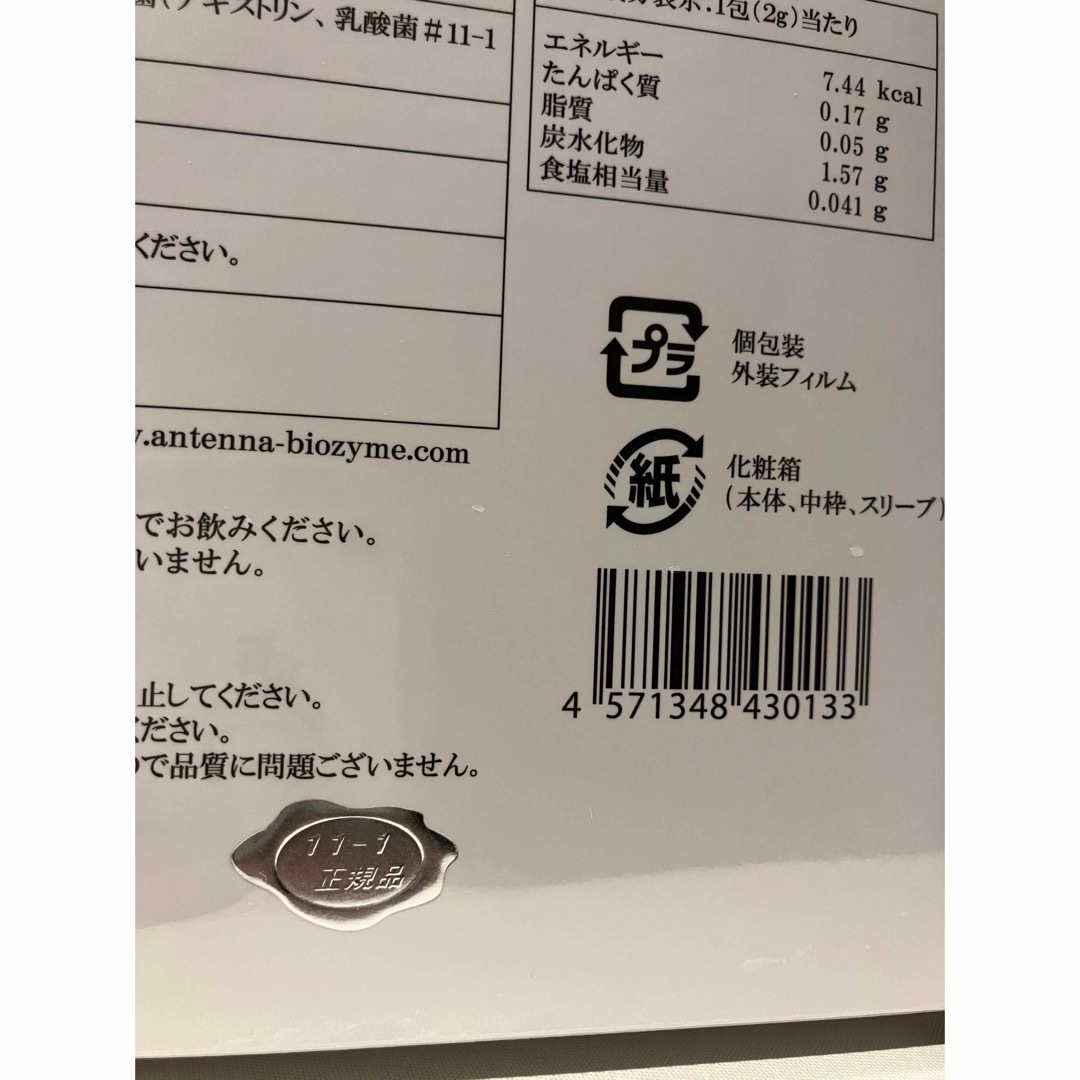 デキストリン、乳酸菌＃11-1
ください。
.antenna-biozyme.com
でお飲みください。
いません。
止してください。
ください。
で品質に問題ございません。
11-1
正規品
表示：1包(2g)当たり
エネルギー 7.44 kcal
たんぱく質 0.17 g
脂質 0.05 g
炭水化物 1.57 g
食塩相当量 0.041 g
プラ
個包装
外装フィルム
紙
化粧箱
(本体、中枠、スリーブ)
4 571348 430133